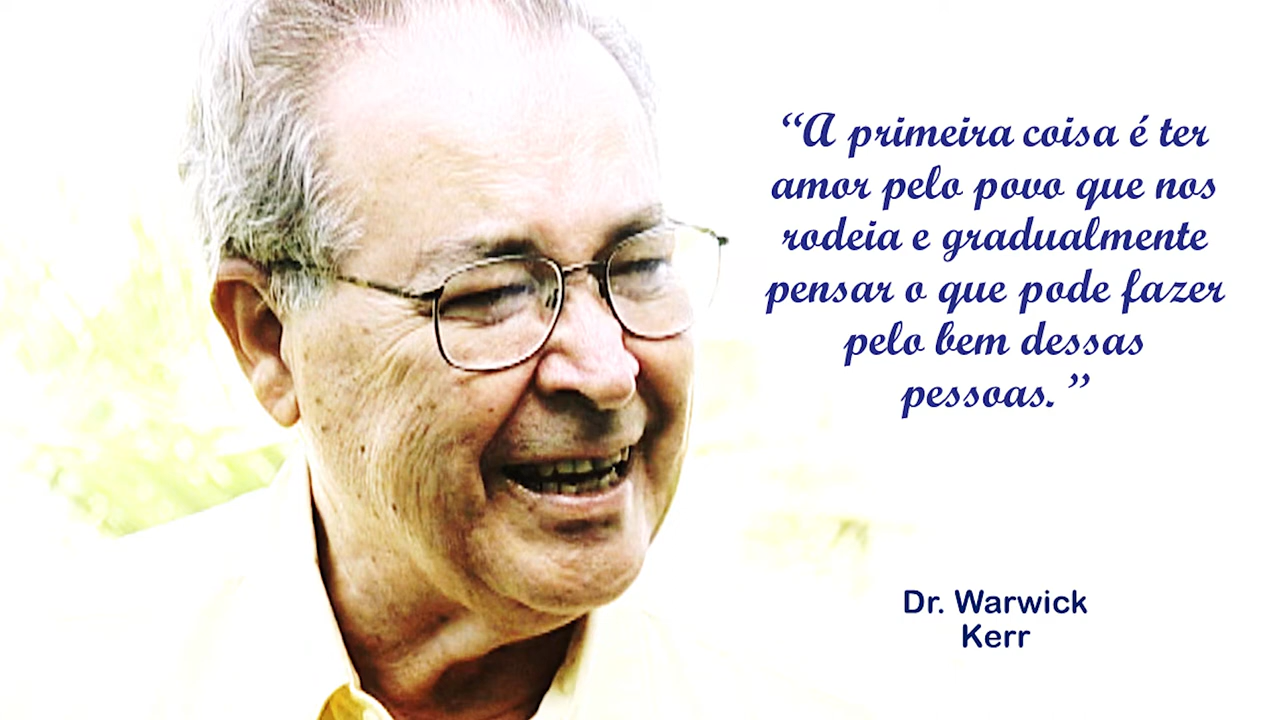 “A primeira coisa é ter
amor pelo povo que nos
rodeia e gradualmente
pensar o que pode fazer
pelo bem dessas
pessoas.”
Dr. Warwick
Kerr